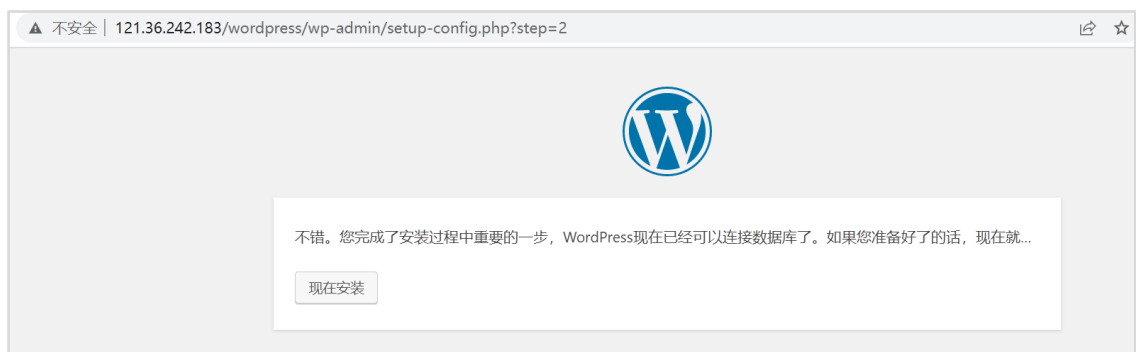 不安全 | 121.36.242.183/wordpress/wp-admin/setup-config.php?step=2
不错。您完成了安装过程中重要的一步，WordPress现在已经可以连接数据库了。如果您准备好了的话，现在就...
现在安装